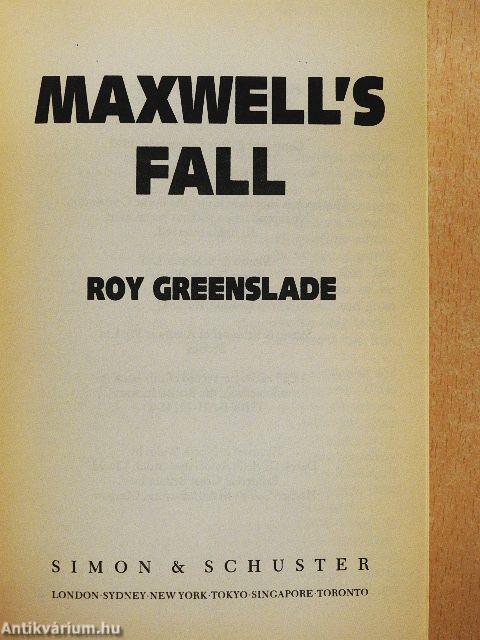 MAXWELL'S
FALL
ROY GREENSLADE
SIMON & SCHUSTER
LONDON·SYDNEY·NEW YORK·TOKYO·SINGAPORE·TORONTO
Antikvárium.hu